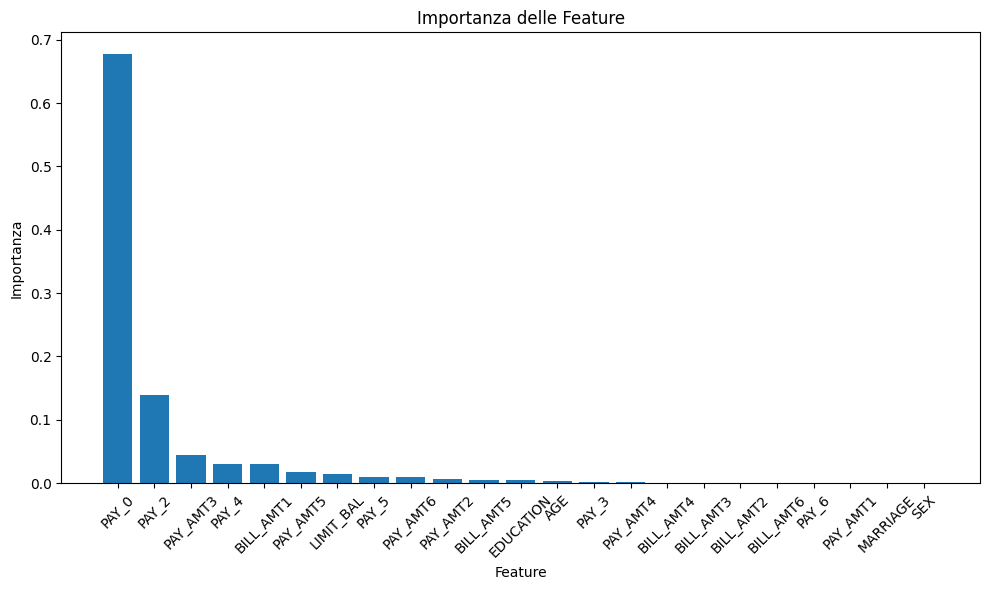 Importanza delle Feature
Importanza
0.7
0.6
0.5
0.4
0.3
0.2
0.1
0.0
PAY_0
PAY_2
PAY_AMT3
PAY_4
BILL_AMT1
PAY_AMT5
LIMIT_BAL
PAY_5
PAY_AMT6
PAY_AMT2
BILL_AMT5
EDUCATION
AGE
PAY_3
PAY_AMT4
BILL_AMT4
BILL_AMT3
BILL_AMT2
BILL_AMT6
PAY_6
PAY_AMT1
MARRIAGE
SEX
Feature